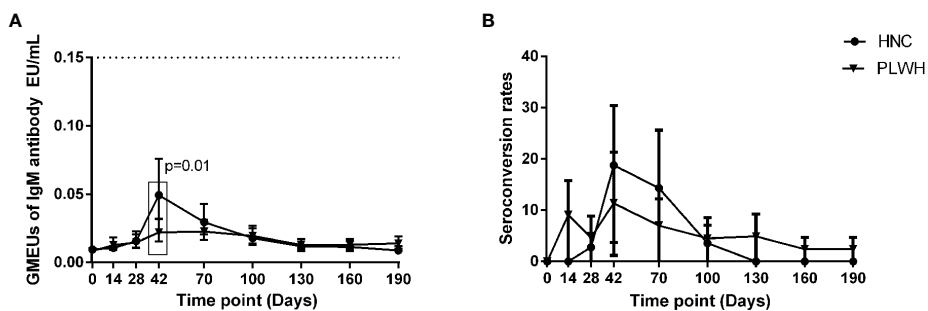 A
GMEUs of IgM antibody EU/mL
0.15
0.10
0.05
0.00
p=0.01
0 14 28 42 70 100 130 160 190
Time point (Days)
B
Seroconversion rates
40
30
20
10
0
0 14 28 42 70 100 130 160 190
Time point (Days)
HNC
PLWH